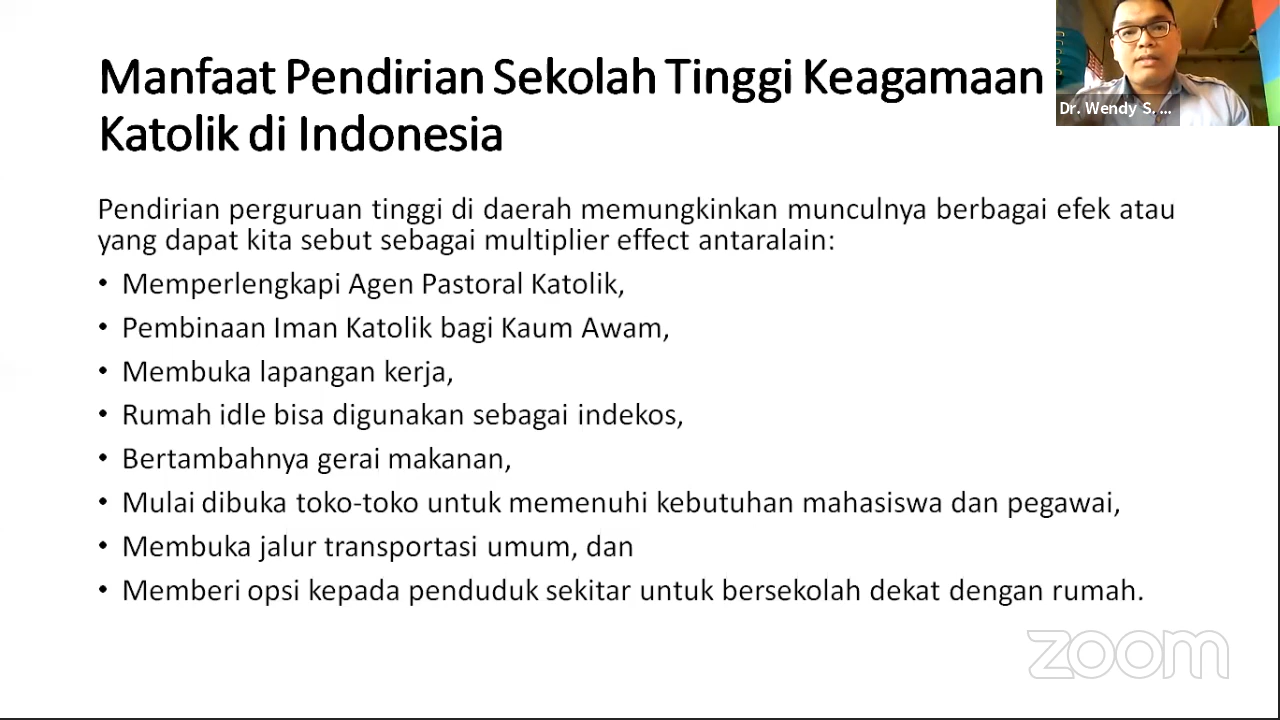 Manfaat Pendirian Sekolah Tinggi Keagamaan
Katolik di Indonesia
Dr. Wendy S. ...
Pendirian perguruan tinggi di daerah memungkinkan munculnya berbagai efek atau
yang dapat kita sebut sebagai multiplier effect antaralain:
• Memperlengkapi Agen Pastoral Katolik,
• Pembinaan Iman Katolik bagi Kaum Awam,
• Membuka lapangan kerja,
• Rumah idle bisa digunakan sebagai indekos,
• Bertambahnya gerai makanan,
• Mulai dibuka toko-toko untuk memenuhi kebutuhan mahasiswa dan pegawai,
• Membuka jalur transportasi umum, dan
• Memberi opsi kepada penduduk sekitar untuk bersekolah dekat dengan rumah.
zoom